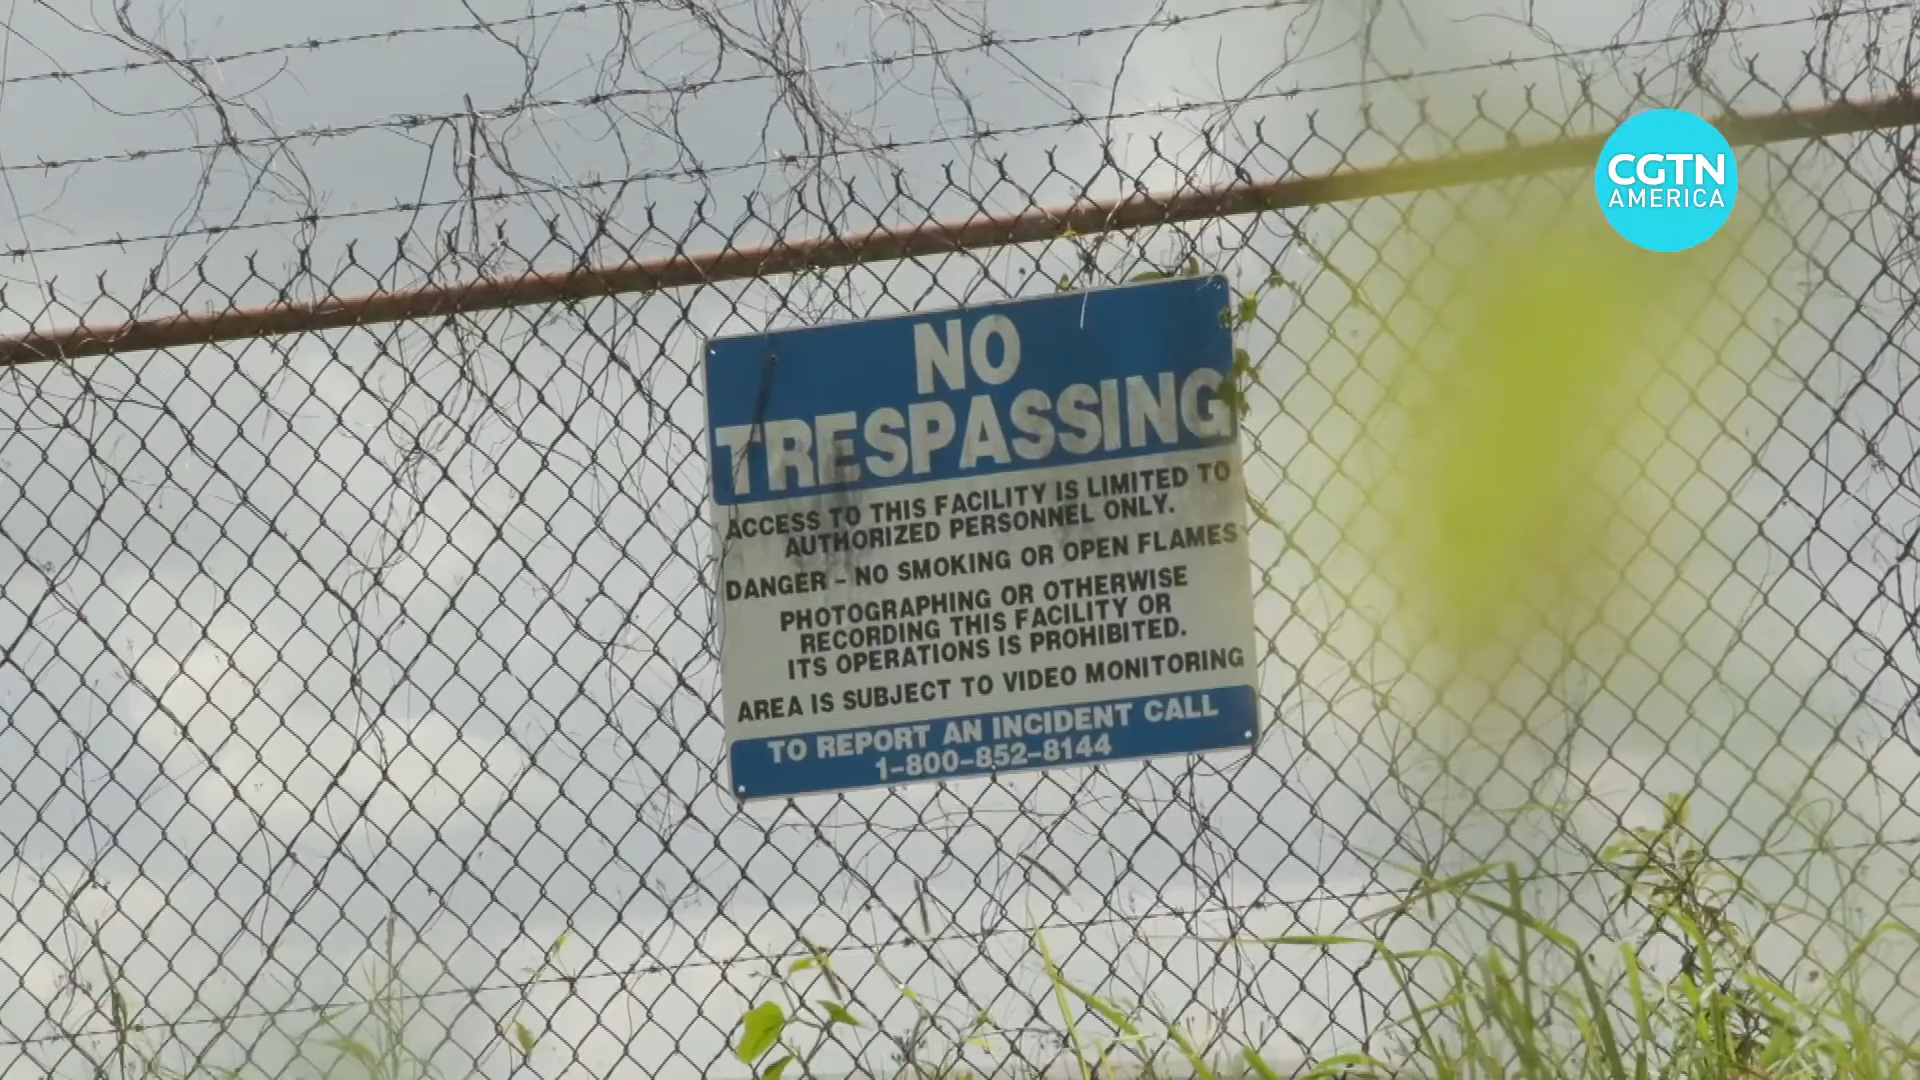 CGTN
AMERICA
NO
TRESPASSING
ACCESS TO THIS FACILITY IS LIMITED TO
AUTHORIZED PERSONNEL ONLY.
DANGER - NO SMOKING OR OPEN FLAMES
PHOTOGRAPHING OR OTHERWISE
RECORDING THIS FACILITY OR
ITS OPERATIONS IS PROHIBITED.
AREA IS SUBJECT TO VIDEO MONITORING
TO REPORT AN INCIDENT CALL
1-800-852-8144